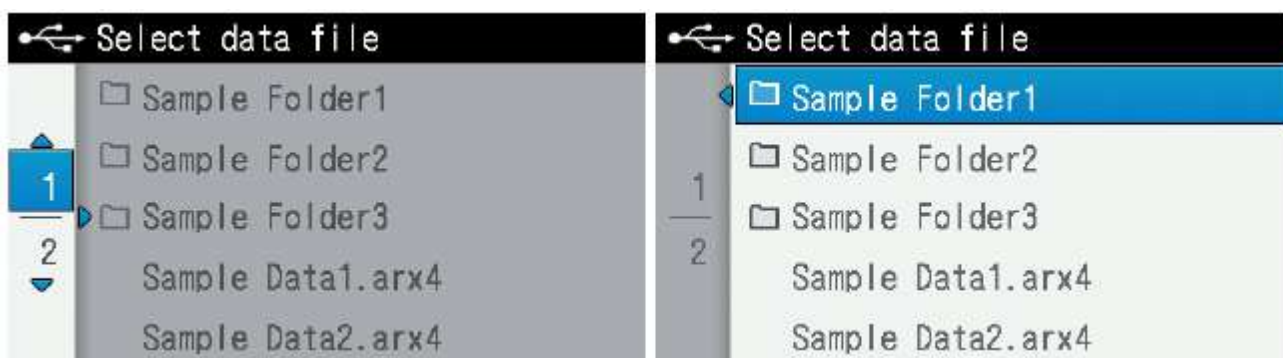 Select data file
Sample Folder1
Sample Folder2
1
Sample Folder3
2
Sample Data1.arx4
Sample Data2.arx4
Select data file
Sample Folder1
Sample Folder2
1
Sample Folder3
2
Sample Data1.arx4
Sample Data2.arx4